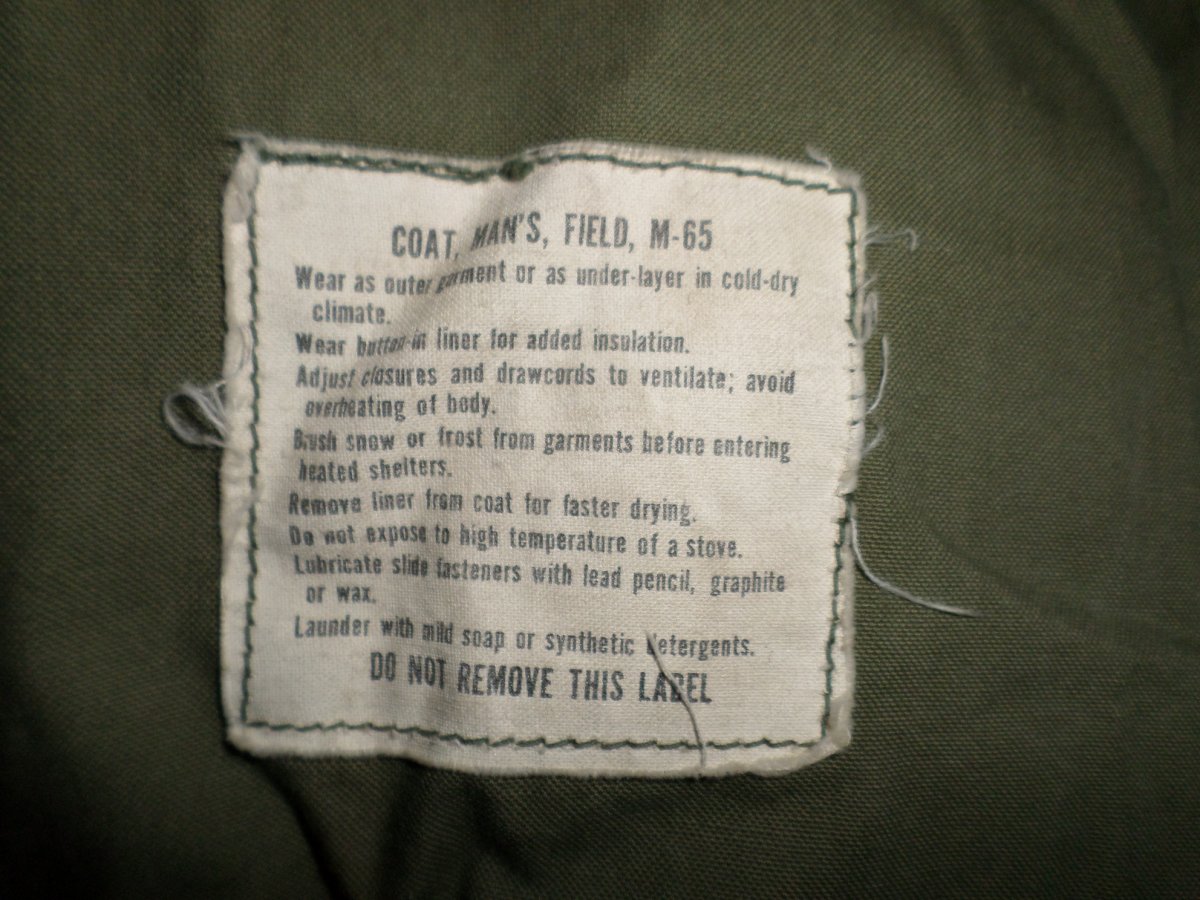 COAT, MAN'S, FIELD, M-65
Wear as outer garment or as under-layer in cold-dry
climate.
Wear button-in liner for added insulation.
Adjust closures and drawcords to ventilate; avoid
overheating of body.
Brush snow or frost from garments before entering
heated shelters.
Remove liner from coat for faster drying.
Do not expose to high temperature of a stove.
Lubricate slide fasteners with lead pencil, graphite
or wax.
Launder with mild soap or synthetic detergents.
DO NOT REMOVE THIS LABEL